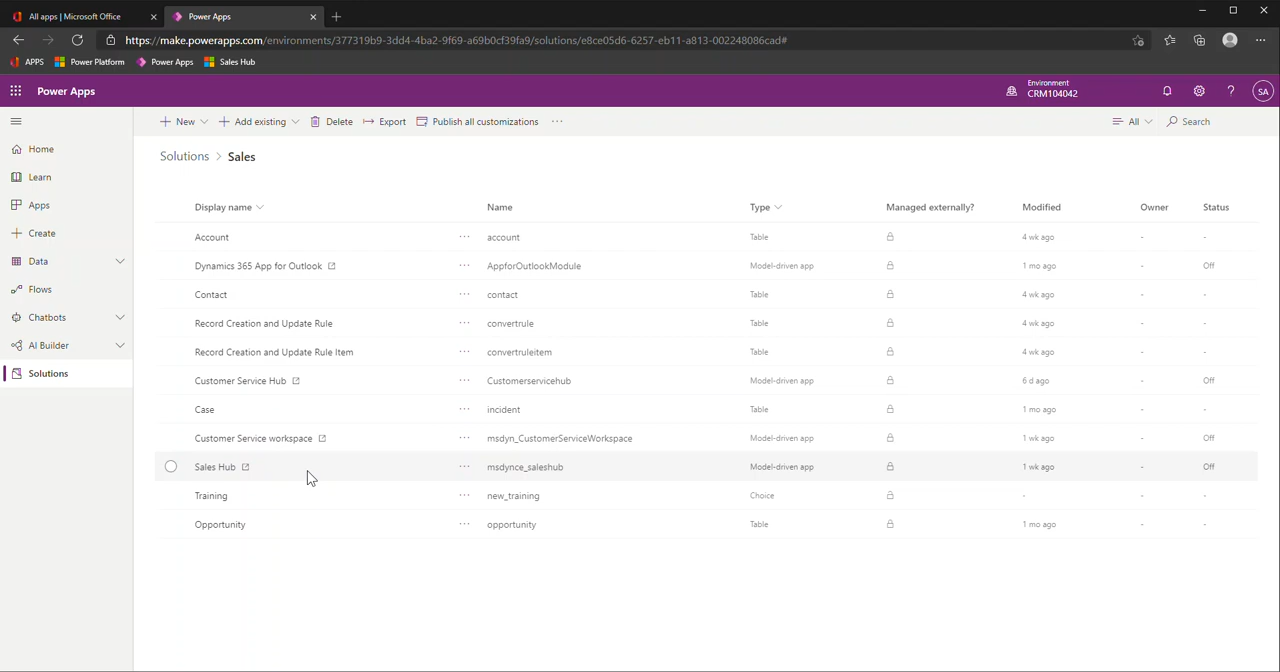 All apps | Microsoft Office
Power Apps
https://make.powerapps.com/environments/377319b9-3dd4-4ba2-9f69-a69b0cf39fa9/solutions/e8ce05d6-6257-eb11-a813-002248086cad#
APPS
Power Platform
Power Apps
Sales Hub
Power Apps
Environment
CRM104042
?
SA
New
Add existing
Delete
Export
Publish all customizations
All
Search
Home
Learn
Apps
Create
Data
Flows
Chatbots
AI Builder
Solutions
Solutions > Sales
Display name Name Type Managed externally? Modified Owner Status
Account ··· account Table 4 wk ago - -
Dynamics 365 App for Outlook ··· AppforOutlookModule Model-driven app 1 mo ago - Off
Contact ··· contact Table 4 wk ago - -
Record Creation and Update Rule ··· convertrule Table 4 wk ago - -
Record Creation and Update Rule Item ··· convertruleitem Table 4 wk ago - -
Customer Service Hub ··· Customerservicehub Model-driven app 6 d ago - Off
Case ··· incident Table 1 mo ago - -
Customer Service workspace ··· msdyn_CustomerServiceWorkspace Model-driven app 1 wk ago - Off
Sales Hub ··· msdynce_saleshub Model-driven app 1 wk ago - Off
Training ··· new_training Choice - - -
Opportunity ··· opportunity Table 1 mo ago - -